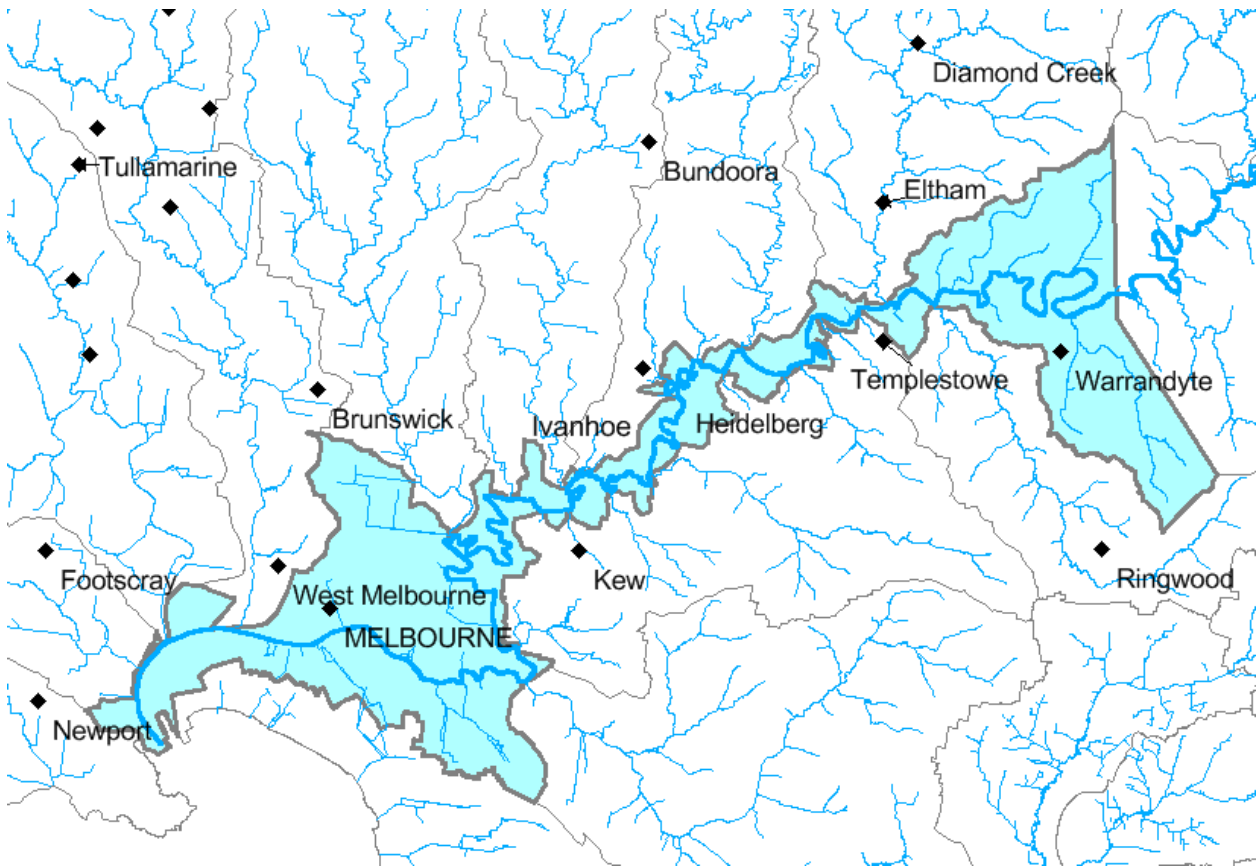 Diamond Creek
Tullamarine
Bundoora
Eltham
Templestowe
Warrandyte
Brunswick
Ivanhoe
Heidelberg
Footscray
West Melbourne
Kew
Ringwood
MELBOURNE
Newport